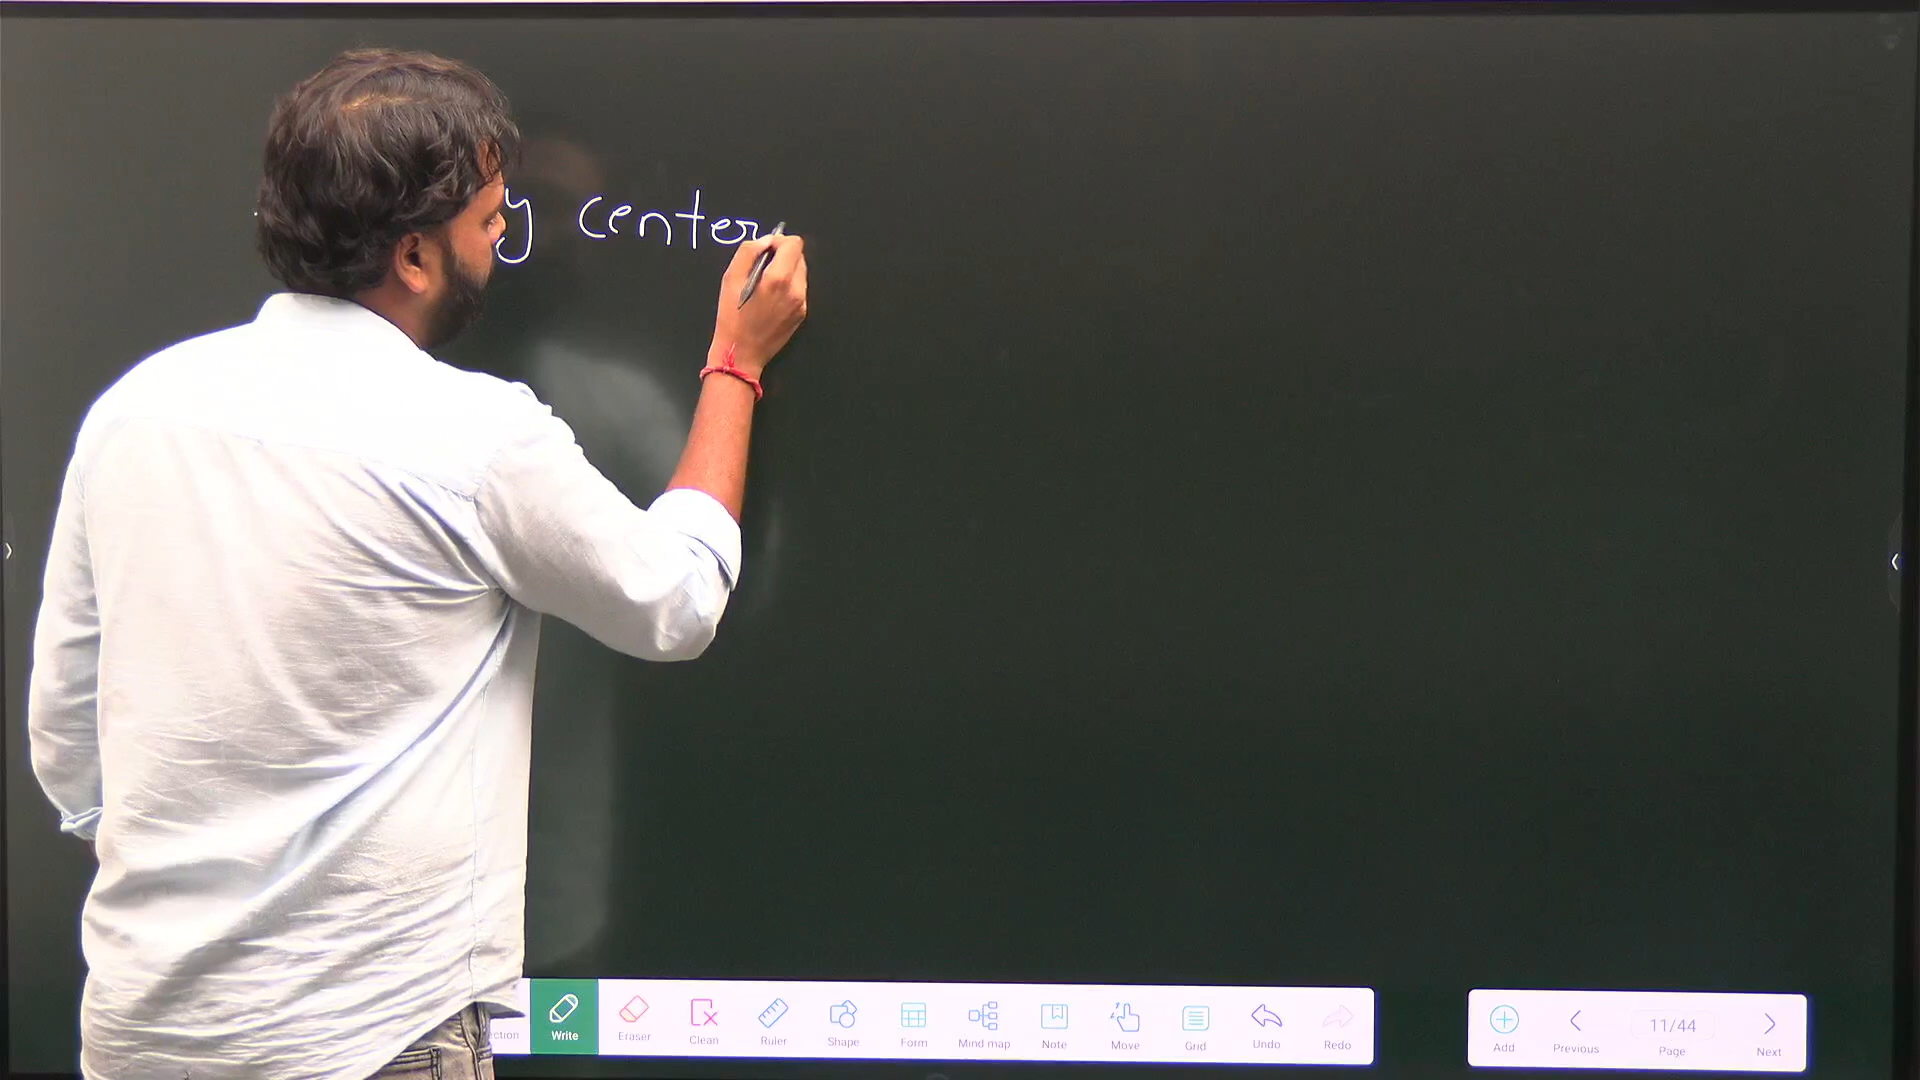 y center
ection Write Eraser Clean Ruler Shape Form Mind map Note Move Grid Undo Redo
Add Previous 11/44 Page Next